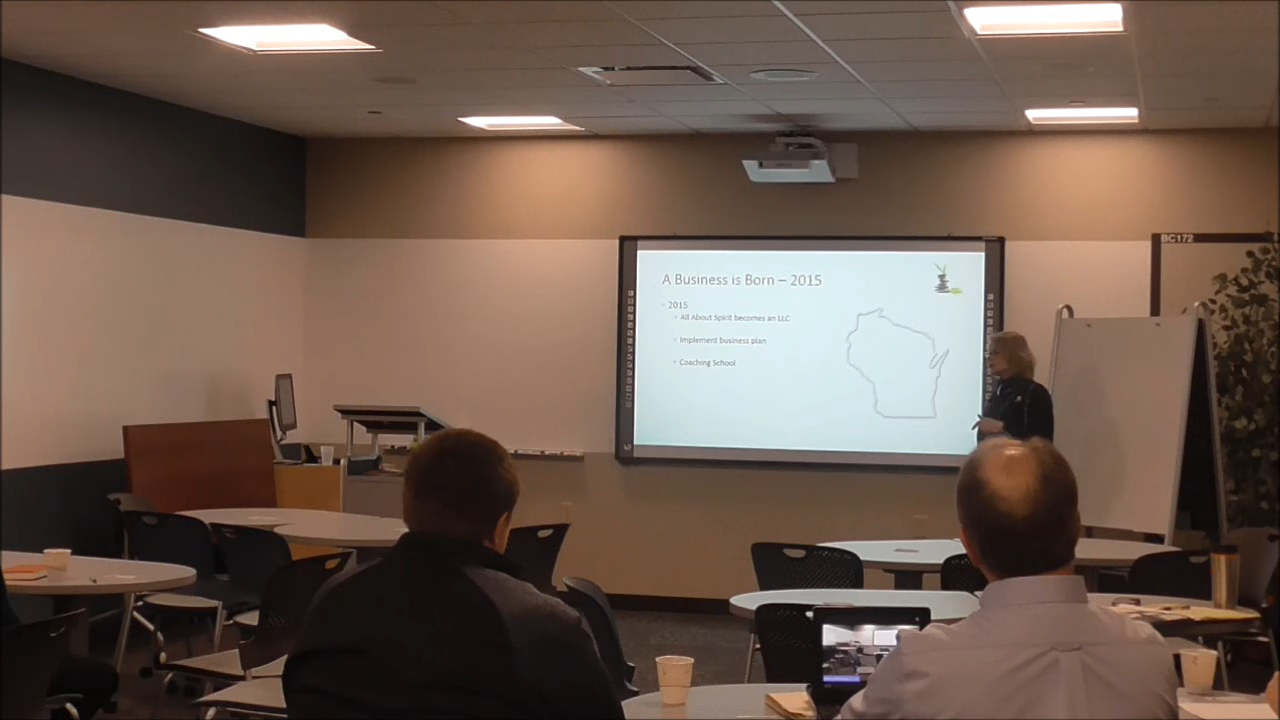 BC172
A Business is Born – 2015
2015
All About Spirit becomes an LLC
Implement business plan
Coaching School